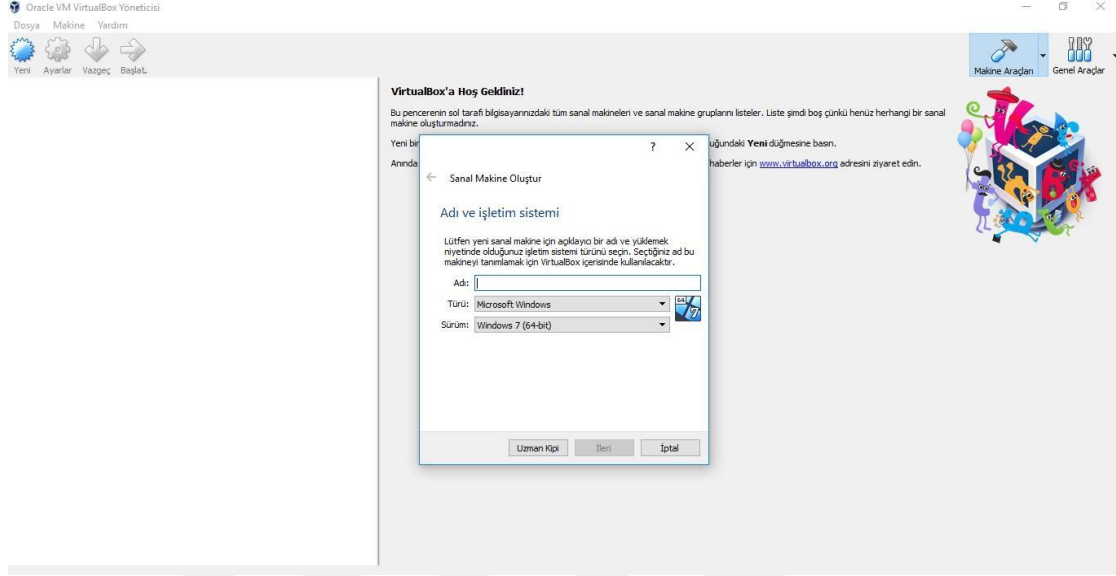 Oracle VM VirtualBox Yöneticisi
Dosya Makine Yardım
Yeni Ayarlar Vazgeç Başlat
Makine Araçları Genel Araçlar
VirtualBox'a Hoş Geldiniz!
Bu pencerenin sol tarafı bilgisayarınızdaki tüm sanal makineleri ve sanal makine gruplarını listeler. Liste şimdi boş çünkü henüz herhangi bir sanal
makine oluşturmadınız.
Yeni bir
uğundaki Yeni düğmesine basın.
Anında
haberler için www.virtualbox.org adresini ziyaret edin.
Sanal Makine Oluştur
Adı ve işletim sistemi
Lütfen yeni sanal makine için açıklayıcı bir adı ve yüklemek
niyetinde olduğunuz işletim sistemi türünü seçin. Seçtiğiniz ad bu
makineyi tanımlamak için VirtualBox içerisinde kullanılacaktır.
Adı:
Türü: Microsoft Windows
64
7
Sürüm: Windows 7 (64-bit)
Uzman Kipi İleri İptal